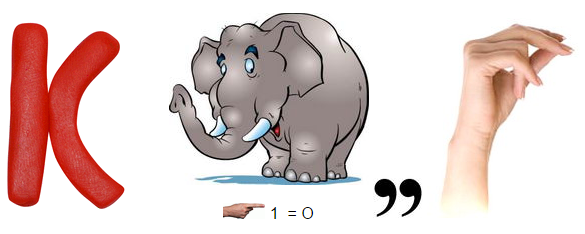 K
1 = O
,,